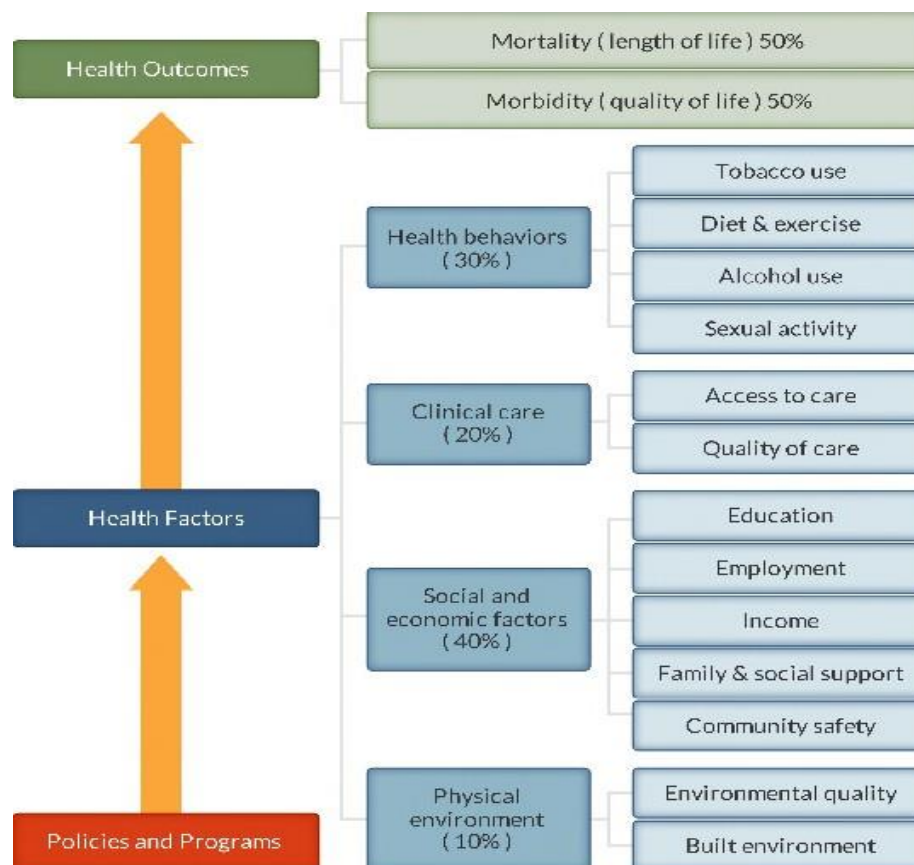 Health Outcomes
Mortality ( length of life ) 50%
Morbidity ( quality of life ) 50%
Health Factors
Health behaviors
( 30% )
Tobacco use
Diet & exercise
Alcohol use
Sexual activity
Clinical care
( 20% )
Access to care
Quality of care
Social and
economic factors
( 40% )
Education
Employment
Income
Family & social support
Community safety
Physical
environment
( 10% )
Environmental quality
Built environment
Policies and Programs